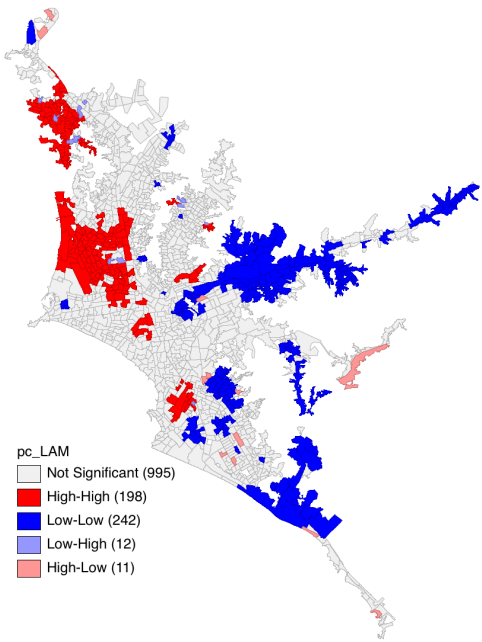 pc_LAM
Not Significant (995)
High-High (198)
Low-Low (242)
Low-High (12)
High-Low (11)